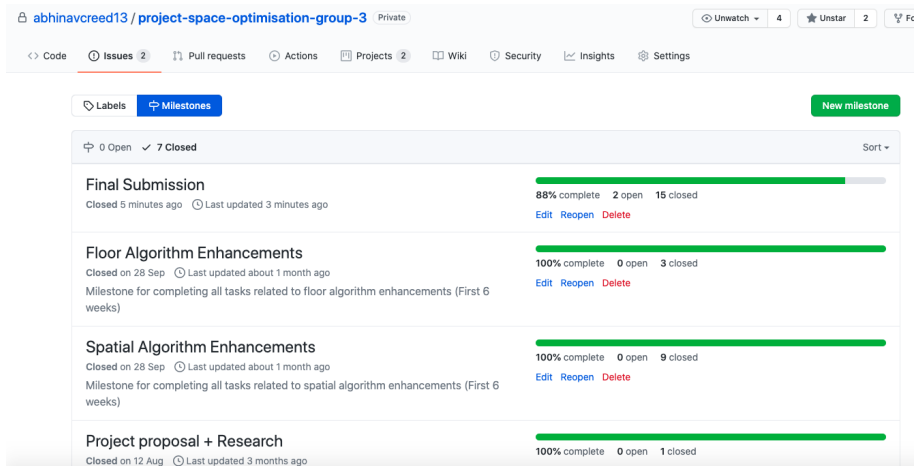 abhinavcreed13 / project-space-optimisation-group-3 Private
Unwatch 4 Unstar 2 Fo
Code Issues 2 Pull requests Actions Projects 2 Wiki Security Insights Settings
Labels Milestones New milestone
0 Open 7 Closed Sort
Final Submission
Closed 5 minutes ago Last updated 3 minutes ago
88% complete 2 open 15 closed
Edit Reopen Delete
Floor Algorithm Enhancements
Closed on 28 Sep Last updated about 1 month ago
Milestone for completing all tasks related to floor algorithm enhancements (First 6
weeks)
100% complete 0 open 3 closed
Edit Reopen Delete
Spatial Algorithm Enhancements
Closed on 28 Sep Last updated about 1 month ago
Milestone for completing all tasks related to spatial algorithm enhancements (First 6
weeks)
100% complete 0 open 9 closed
Edit Reopen Delete
Project proposal + Research
Closed on 12 Aug Last updated 3 months ago
100% complete 0 open 1 closed